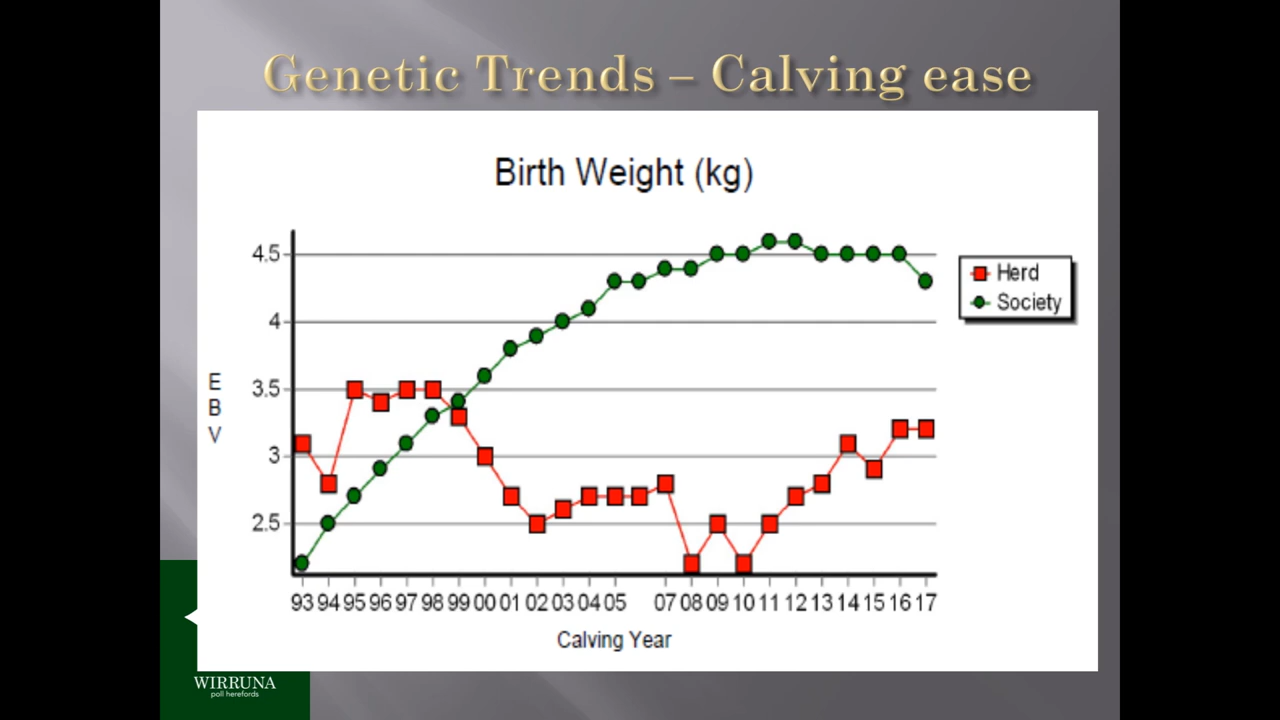 Genetic Trends – Calving ease
Birth Weight (kg)
4.5
4
3.5
3
2.5
E
B
V
Herd
Society
93 94 95 96 97 98 99 00 01 02 03 04 05 07 08 09 10 11 12 13 14 15 16 17
Calving Year
WIRRUNA
poll herefords